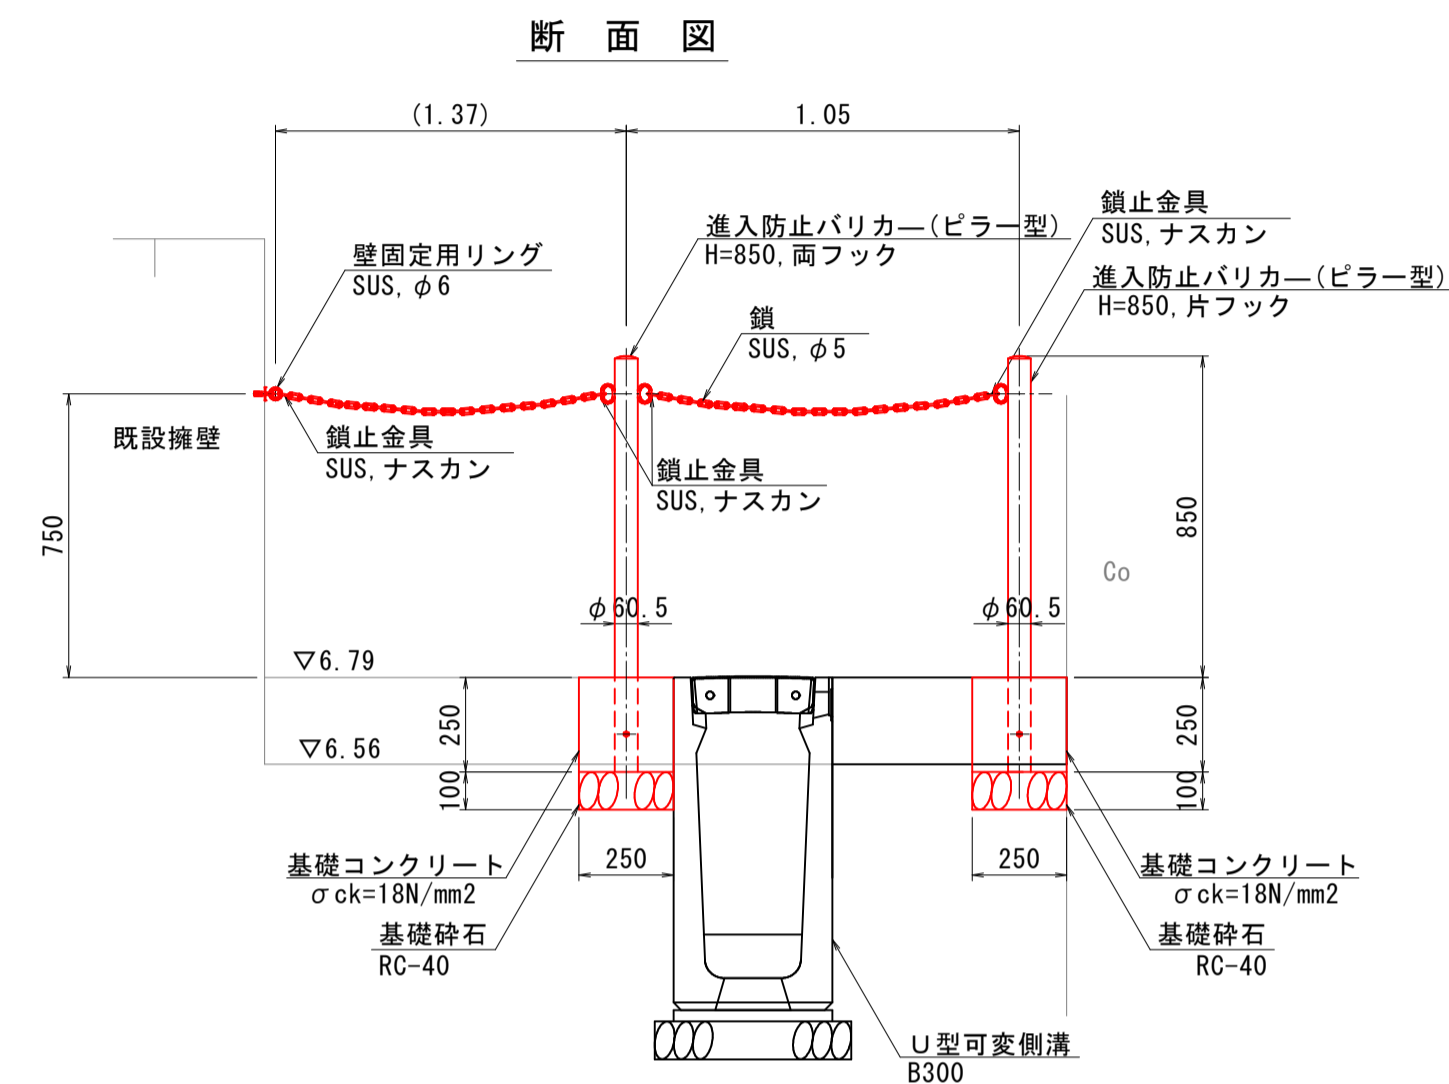 断面図
(1.37)
1.05
鎖止金具
SUS,ナスカン
進入防止バリカー(ピラー型)
H=850,両フック
壁固定用リング
SUS,φ6
進入防止バリカー(ピラー型)
H=850,片フック
鎖
SUS,φ5
既設擁壁
鎖止金具
SUS,ナスカン
鎖止金具
SUS,ナスカン
750
850
Co
φ60.5
φ60.5
▽6.79
▽6.56
250
100
250
100
250
250
基礎コンクリート
σck=18N/mm2
基礎砕石
RC-40
基礎コンクリート
σck=18N/mm2
基礎砕石
RC-40
U型可変側溝
B300